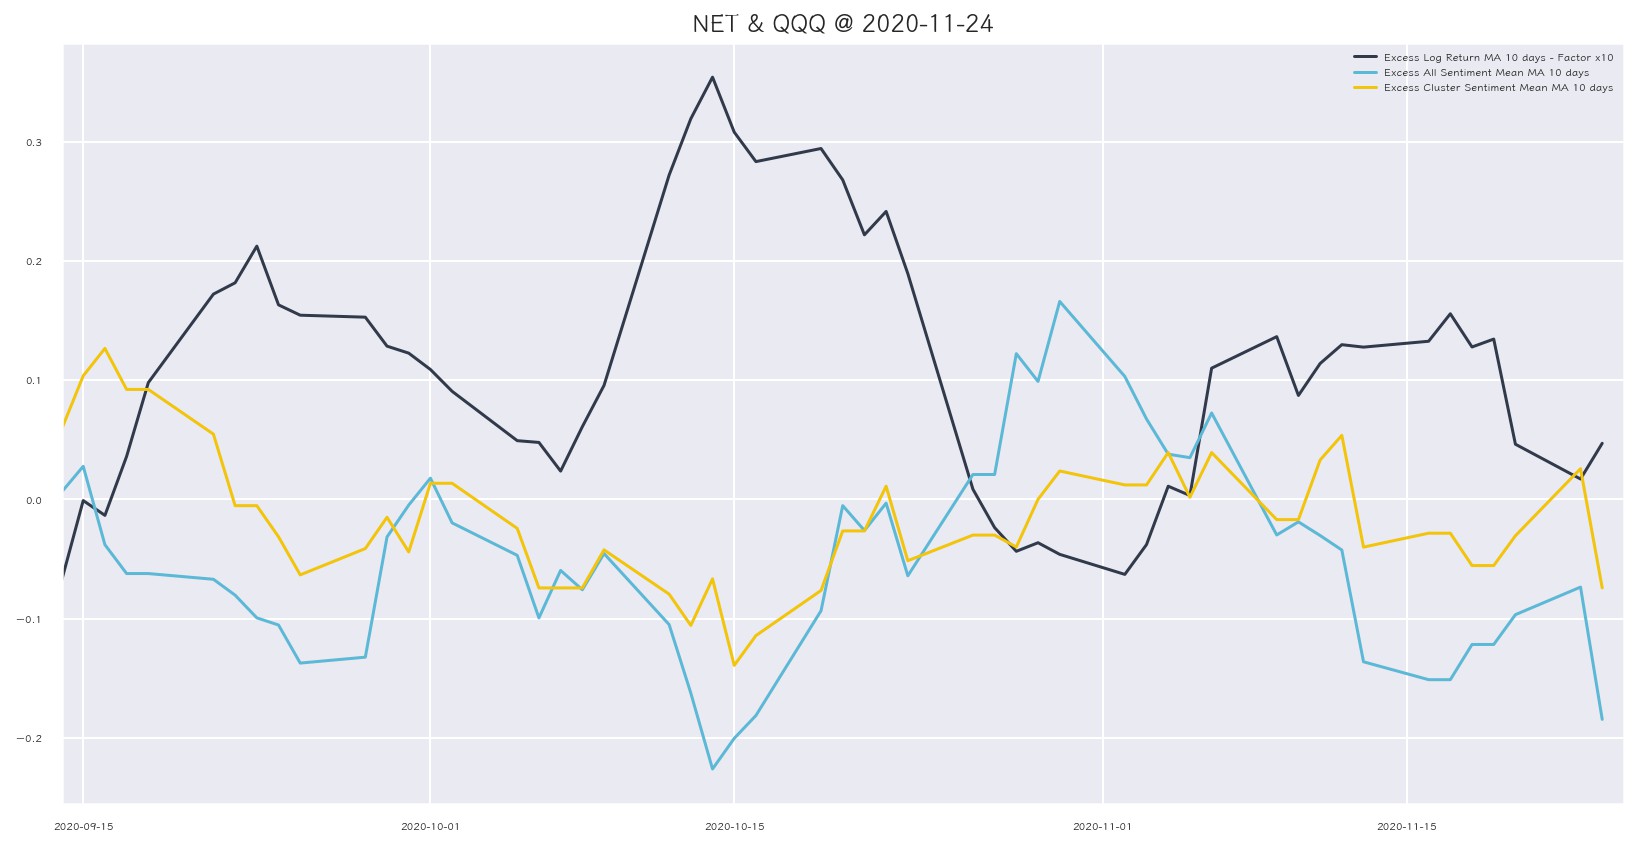 NET & QQQ @ 2020-11-24
Excess Log Return MA 10 days - Factor x10
Excess All Sentiment Mean MA 10 days
Excess Cluster Sentiment Mean MA 10 days
0.3
0.2
0.1
0.0
−0.1
−0.2
2020-09-15 2020-10-01 2020-10-15 2020-11-01 2020-11-15